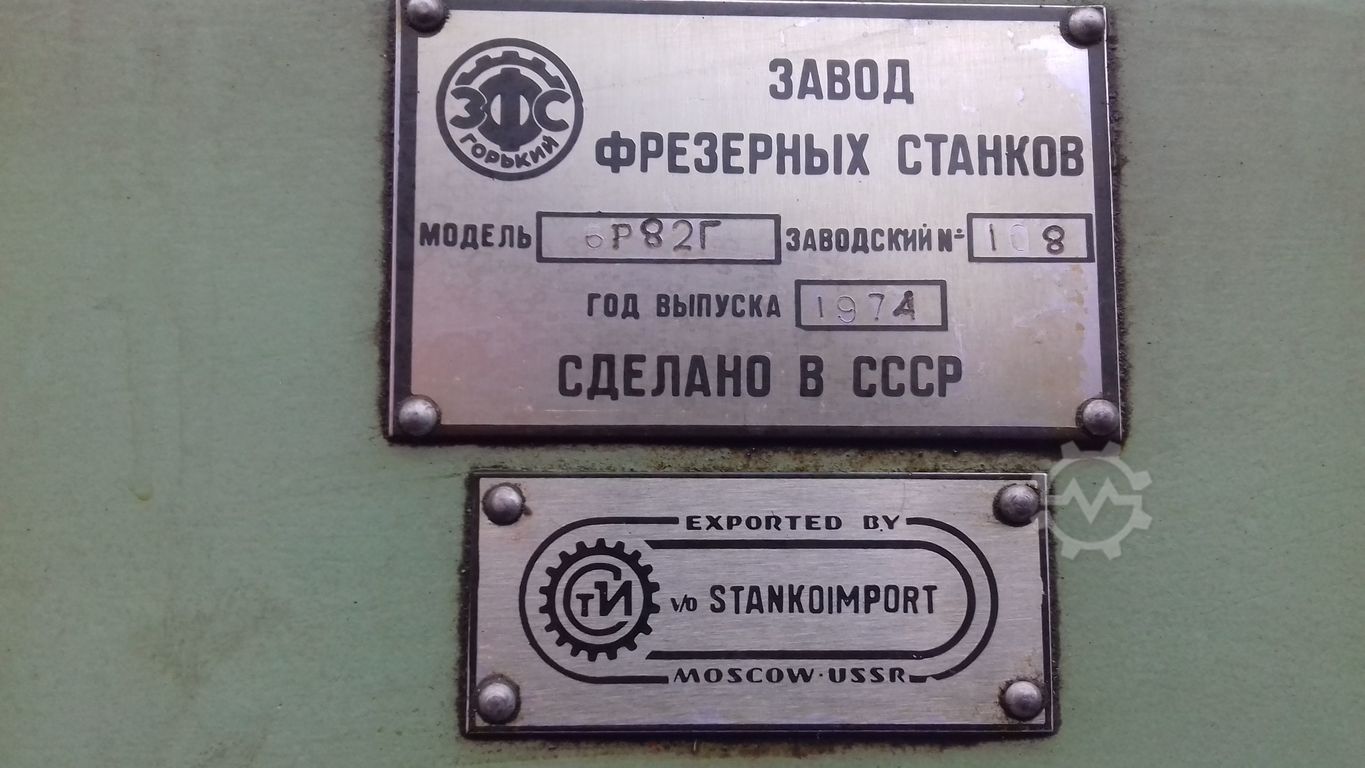 ЗФС
ГОРЬКИЙ
ЗАВОД
ФРЕЗЕРНЫХ СТАНКОВ
МОДЕЛЬ 6Р82Г ЗАВОДСКИЙ № 108
ГОД ВЫПУСКА 1974
СДЕЛАНО В СССР
EXPORTED BY
СТИ V/O STANKOIMPORT
MOSCOW·USSR